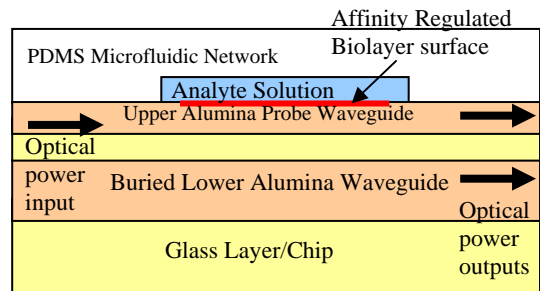 Affinity Regulated
Biolayer surface
PDMS Microfluidic Network
Analyte Solution
Upper Alumina Probe Waveguide
Optical
power
input
Buried Lower Alumina Waveguide
Optical
power
outputs
Glass Layer/Chip